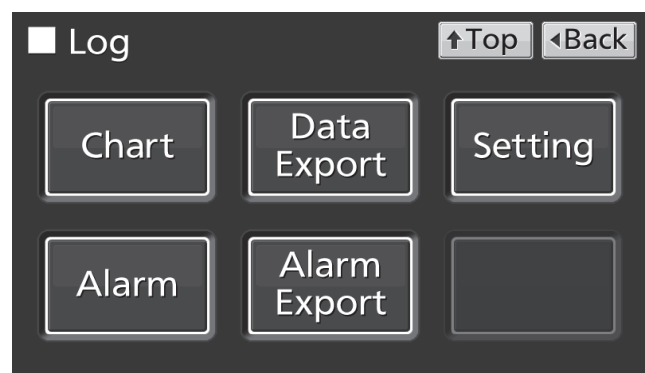 Log
↑Top
◂Back
Chart
Data
Export
Setting
Alarm
Alarm
Export